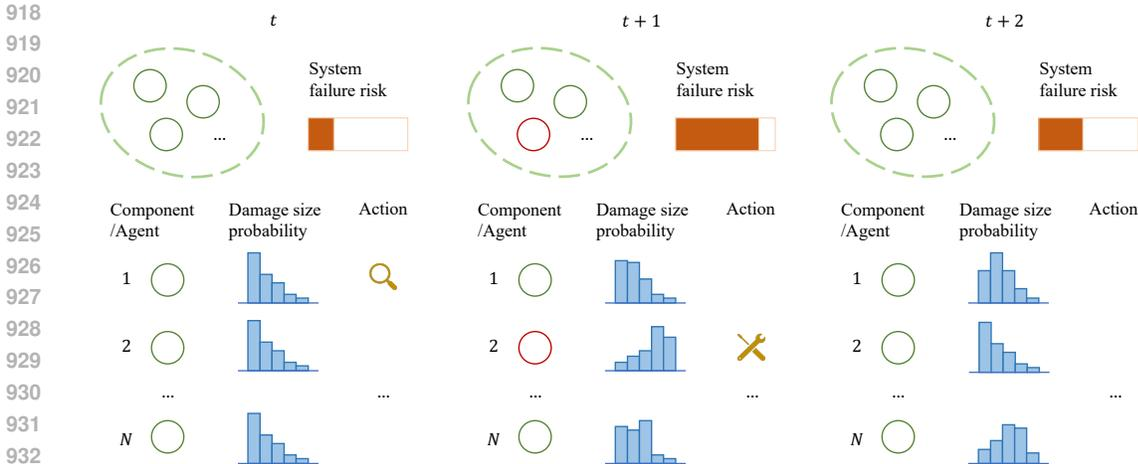 918
919
920
921
922
923
924
925
926
927
928
929
930
931
932
t
t + 1
t + 2
System
failure risk
System
failure risk
System
failure risk
...
...
...
Component
/Agent
Damage size
probability
Action
Component
/Agent
Damage size
probability
Action
Component
/Agent
Damage size
probability
Action
1
1
1
2
2
2
...
...
...
...
...
...
N
N
N